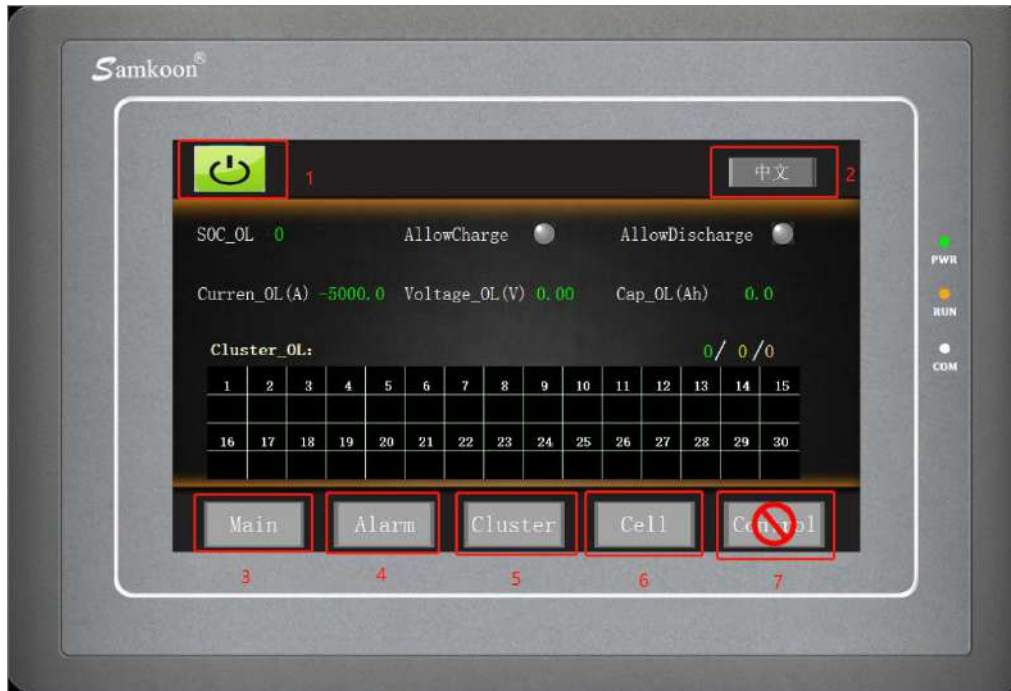 Samkoon®
1
中文
2
SOC_OL 0 AllowCharge AllowDischarge
PWR
Curren_OL(A) -5000.0 Voltage_OL(V) 0.00 Cap_OL(Ah) 0.0
RUN
Cluster_OL: 0/ 0/0
COM
1 2 3 4 5 6 7 8 9 10 11 12 13 14 15
16 17 18 19 20 21 22 23 24 25 26 27 28 29 30
Main Alarm Cluster Cell Control
3 4 5 6 7